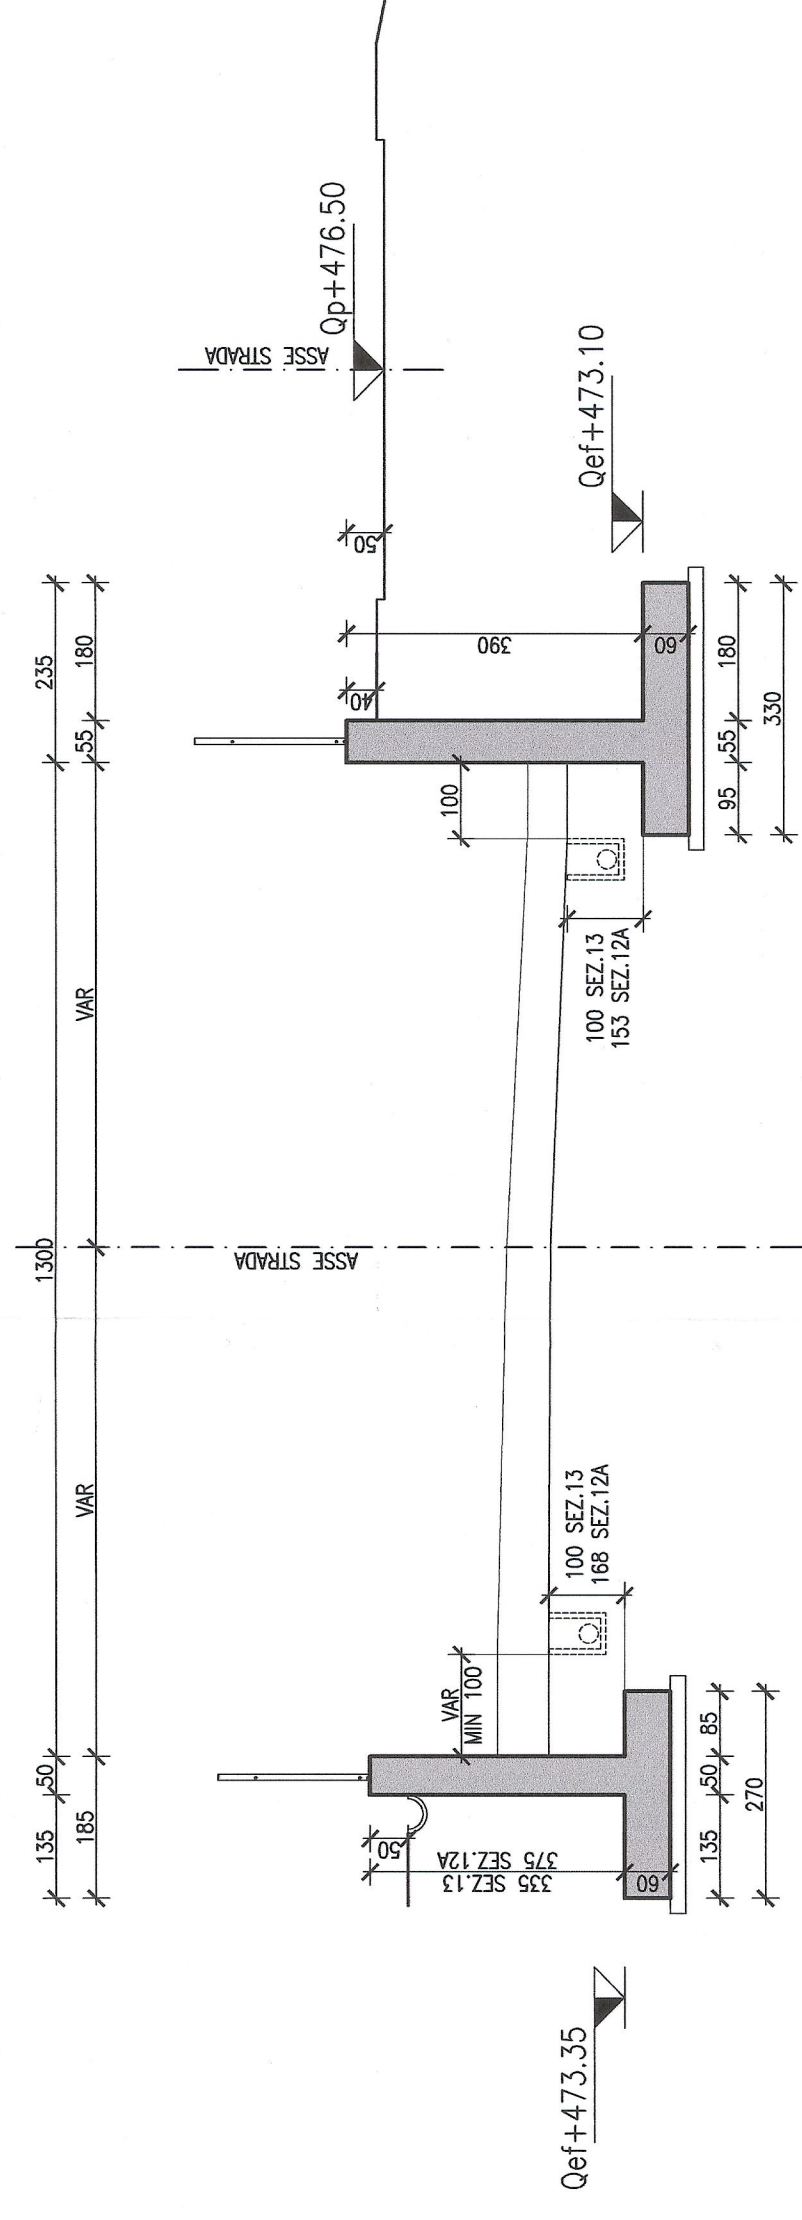 235
180
55
VAR
1300
VAR
50
135
185
Qp+476.50
ASSE STRADA
50
40
390
60
Qef+473.10
180
55
95
330
100
100 SEZ.13
153 SEZ.12A
ASSE STRADA
100 SEZ.13
168 SEZ.12A
VAR
MIN 100
50
335 SEZ.13
375 SEZ.12A
60
85
50
135
270
Qef+473.35